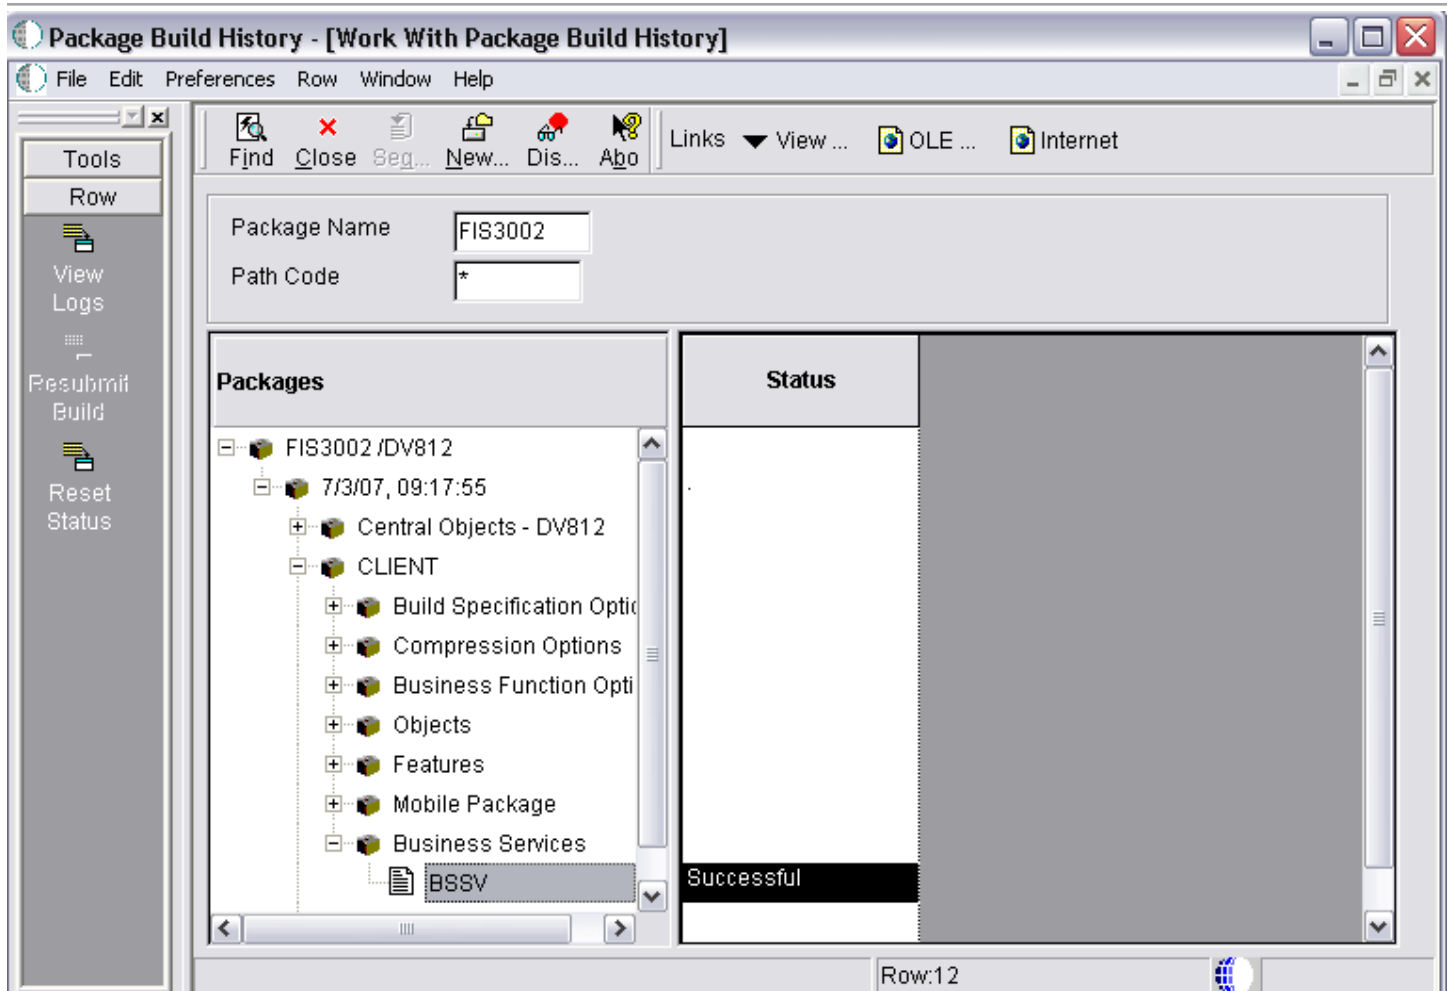 Package Build History - [Work With Package Build History]
File Edit Preferences Row Window Help
Tools
Row
View
Logs
Resubmit
Build
Reset
Status
Find Close Seq... New... Dis... Abo Links View ... OLE ... Internet
Package Name FIS3002
Path Code *
Packages Status
FIS3002 /DV812
7/3/07, 09:17:55 .
Central Objects - DV812
CLIENT
Build Specification Optic
Compression Options
Business Function Opti
Objects
Features
Mobile Package
Business Services
BSSV Successful
Row:12